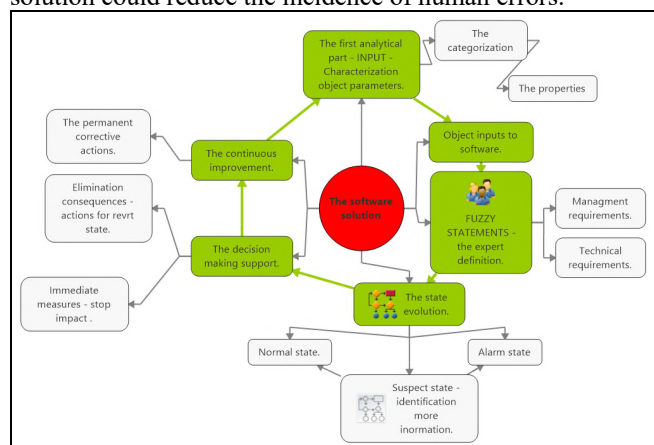 solution could reduce the incidence of human errors.
The
categorization
The first analytical
part - INPUT -
Characterization
object parameters.
The properties
The permanent
corrective
actions.
Object inputs to
software.
The continuous
improvement.
Elimination
consequences -
actions for revrt
state.
The software
solution
FUZZY
STATEMENTS -
the expert
definition.
Managment
requirements.
Technical
requirements.
The decision
making support.
Immediate
measures - stop
impact .
The state
evolution.
Normal state.
Alarm state
Suspect state -
identification
more
inormation.